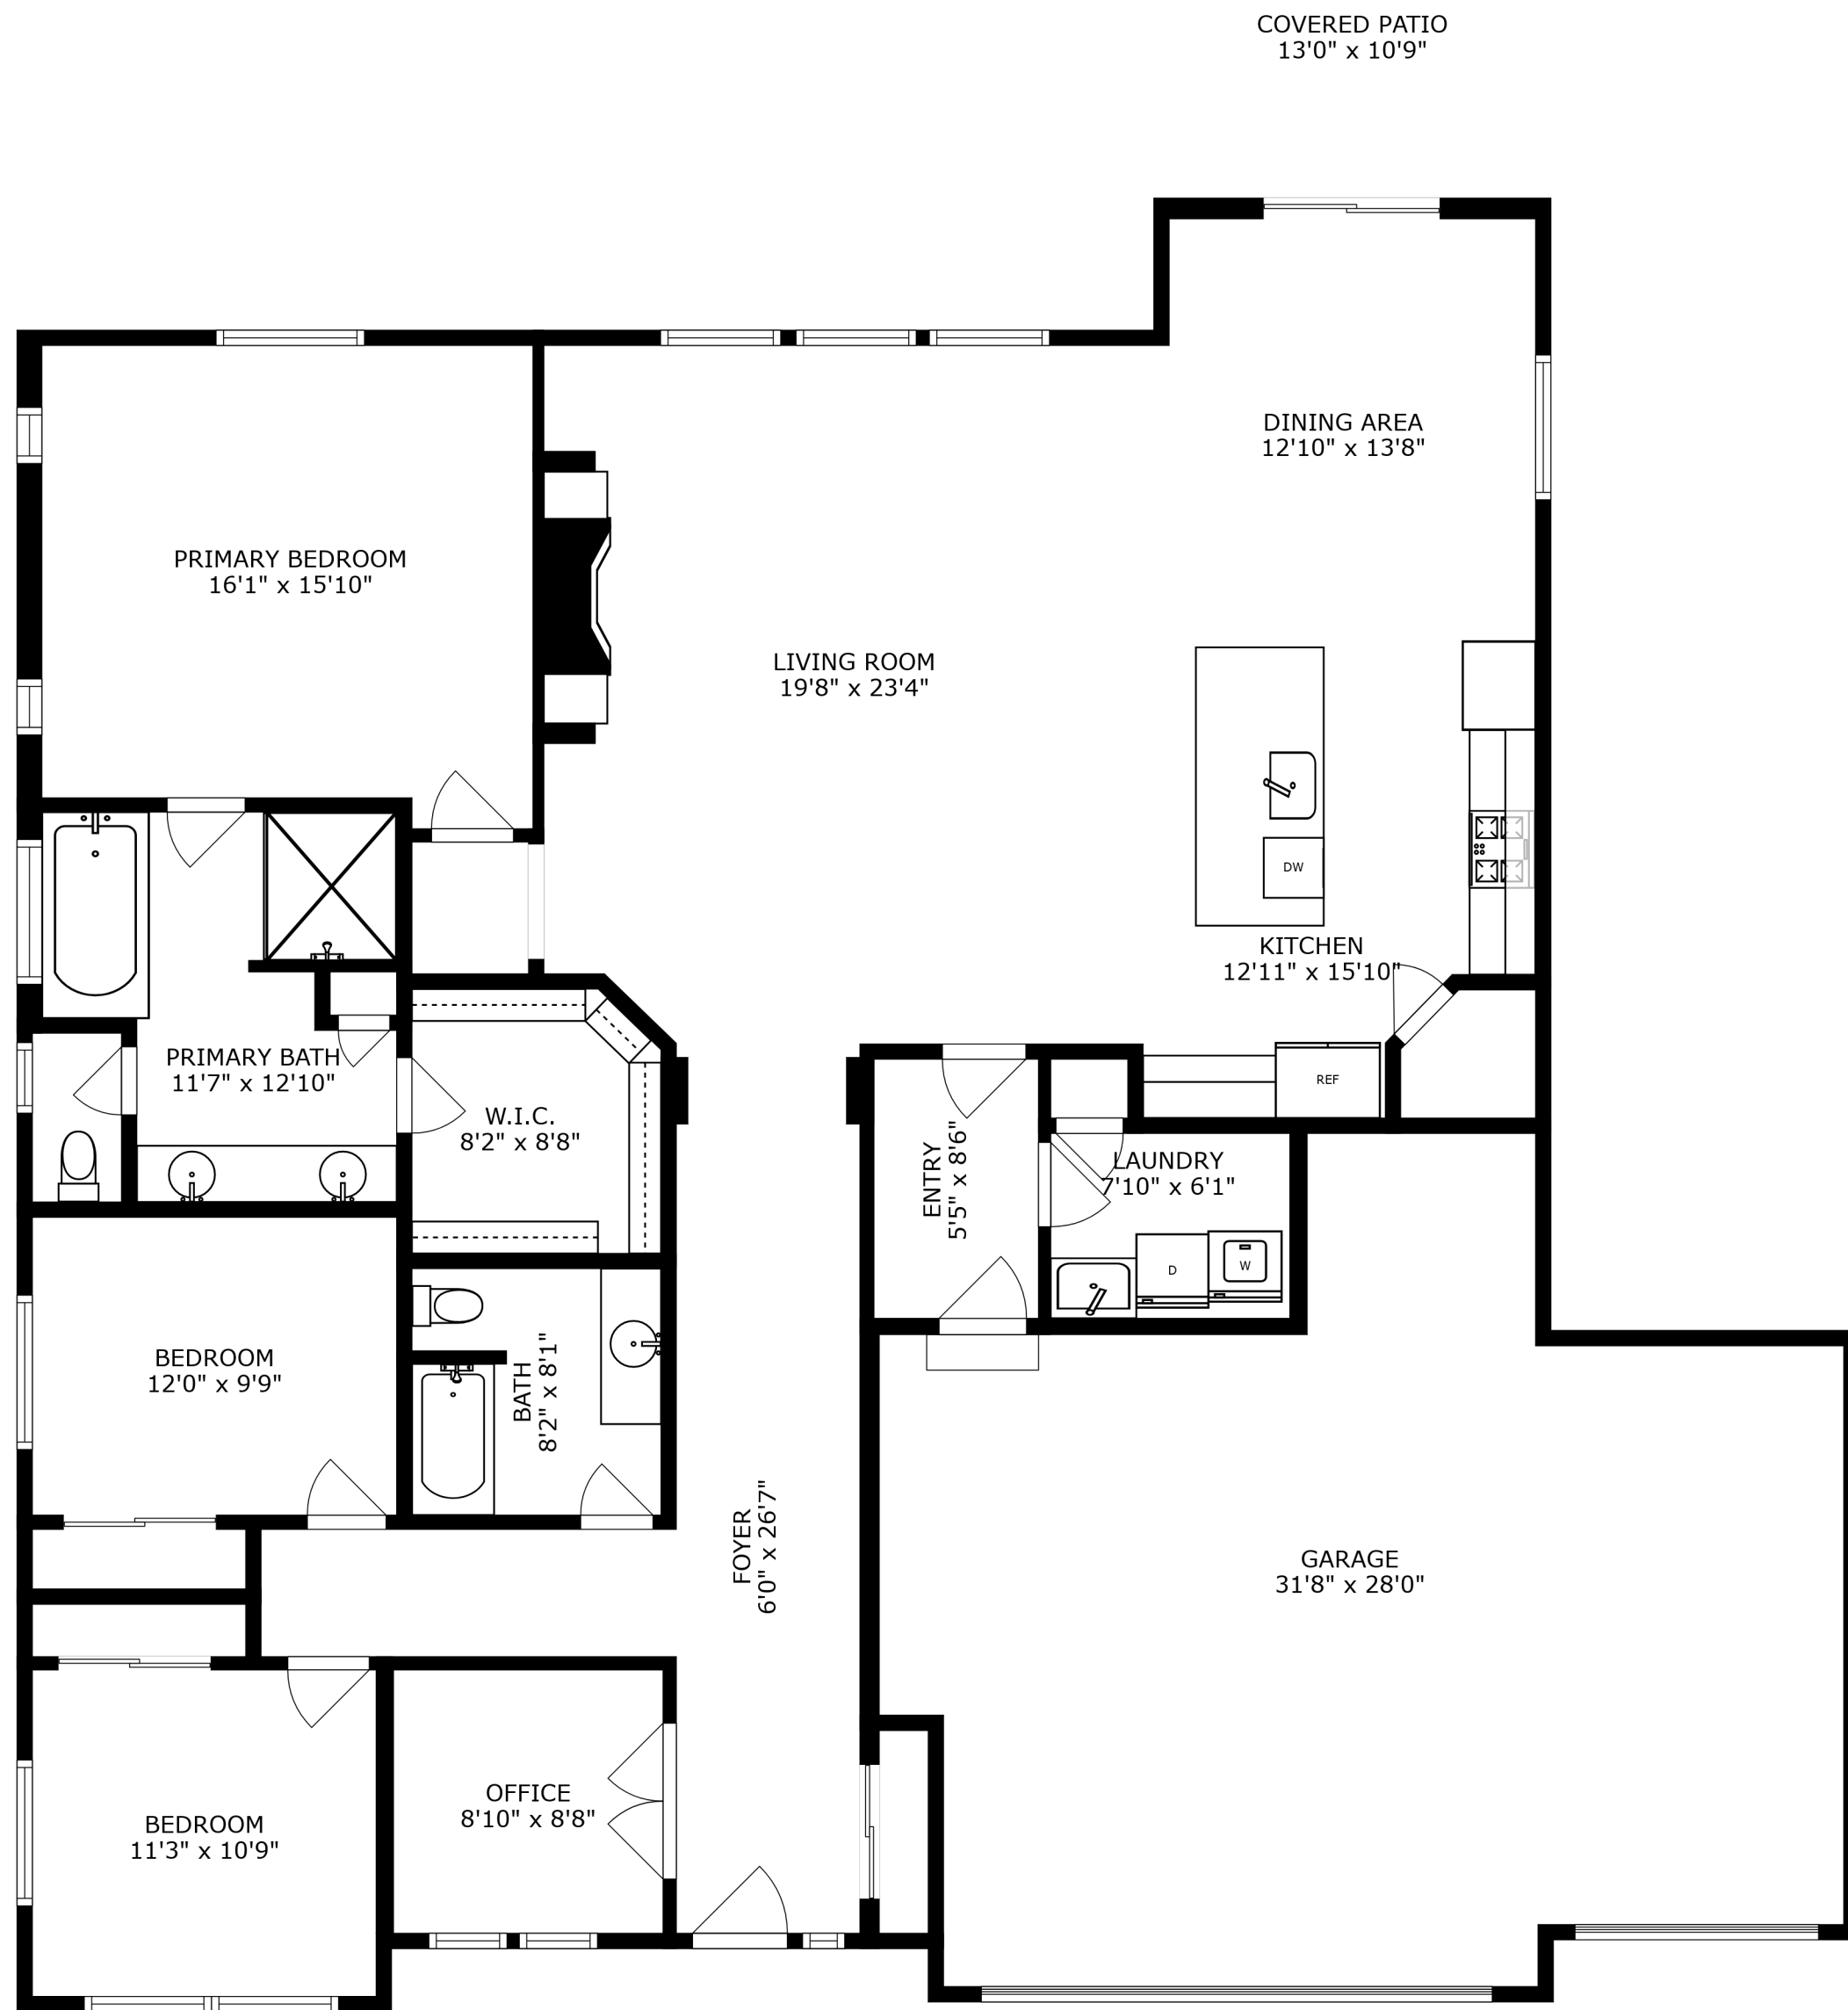 COVERED PATIO
13'0" x 10'9"
DINING AREA
12'10" x 13'8"
PRIMARY BEDROOM
16'1" x 15'10"
LIVING ROOM
19'8" x 23'4"
DW
KITCHEN
12'11" x 15'10"
PRIMARY BATH
11'7" x 12'10"
REF
W.I.C.
8'2" x 8'8"
ENTRY
5'5" x 8'6"
LAUNDRY
7'10" x 6'1"
D
W
BEDROOM
12'0" x 9'9"
BATH
8'2" x 8'1"
FOYER
6'0" x 26'7"
GARAGE
31'8" x 28'0"
OFFICE
8'10" x 8'8"
BEDROOM
11'3" x 10'9"